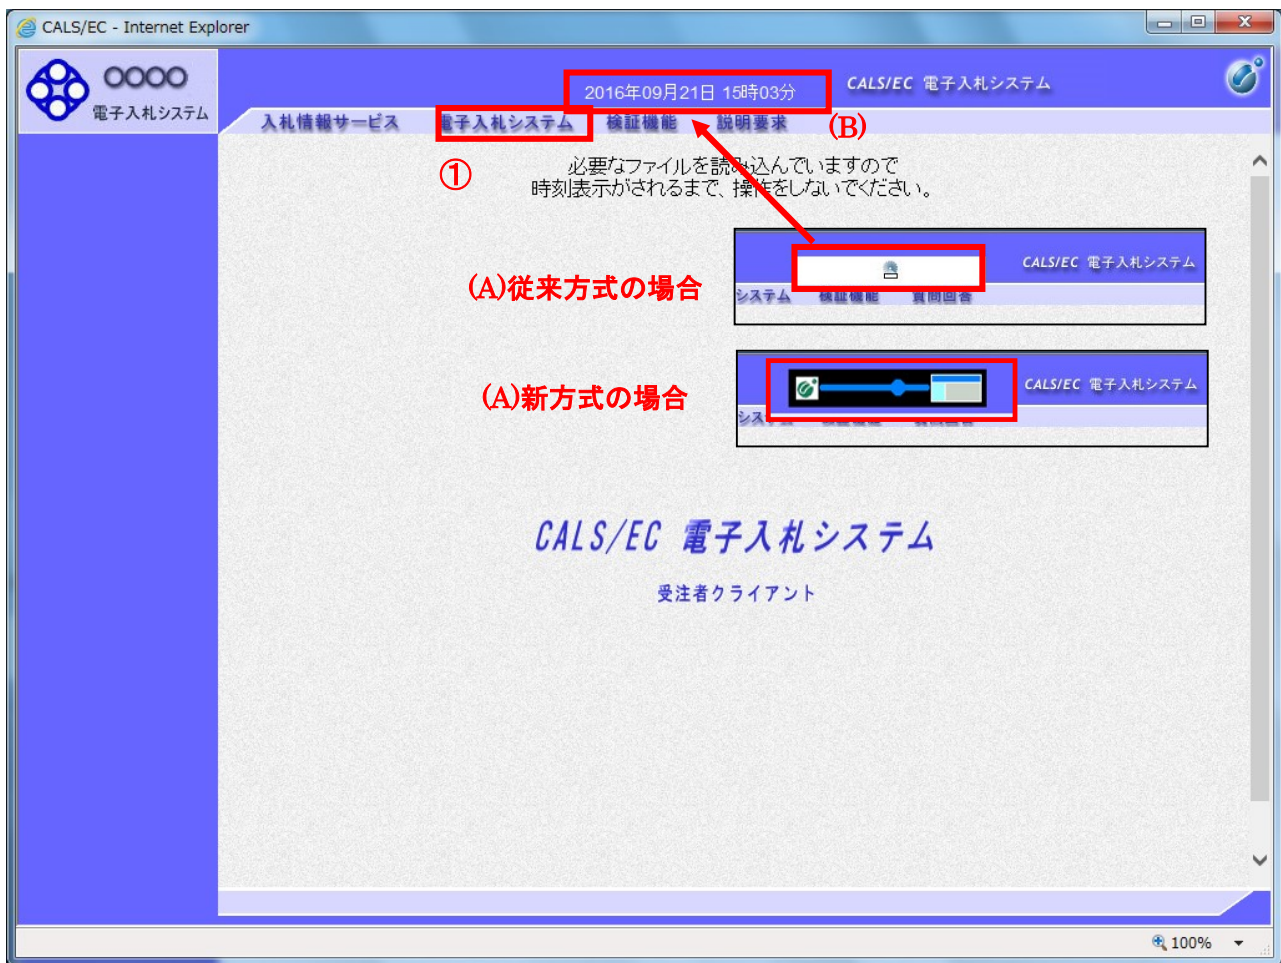 CALS/EC - Internet Explorer
○○○○
電子入札システム
2016年09月21日 15時03分
CALS/EC 電子入札システム
入札情報サービス 電子入札システム 検証機能 説明要求
(B)
①
必要なファイルを読み込んでいますので
時刻表示がされるまで、操作をしないでください。
(A)従来方式の場合
CALS/EC 電子入札システム
システム 検証機能 質問回答
(A)新方式の場合
CALS/EC 電子入札システム
CALS/EC 電子入札システム
受注者クライアント
100%